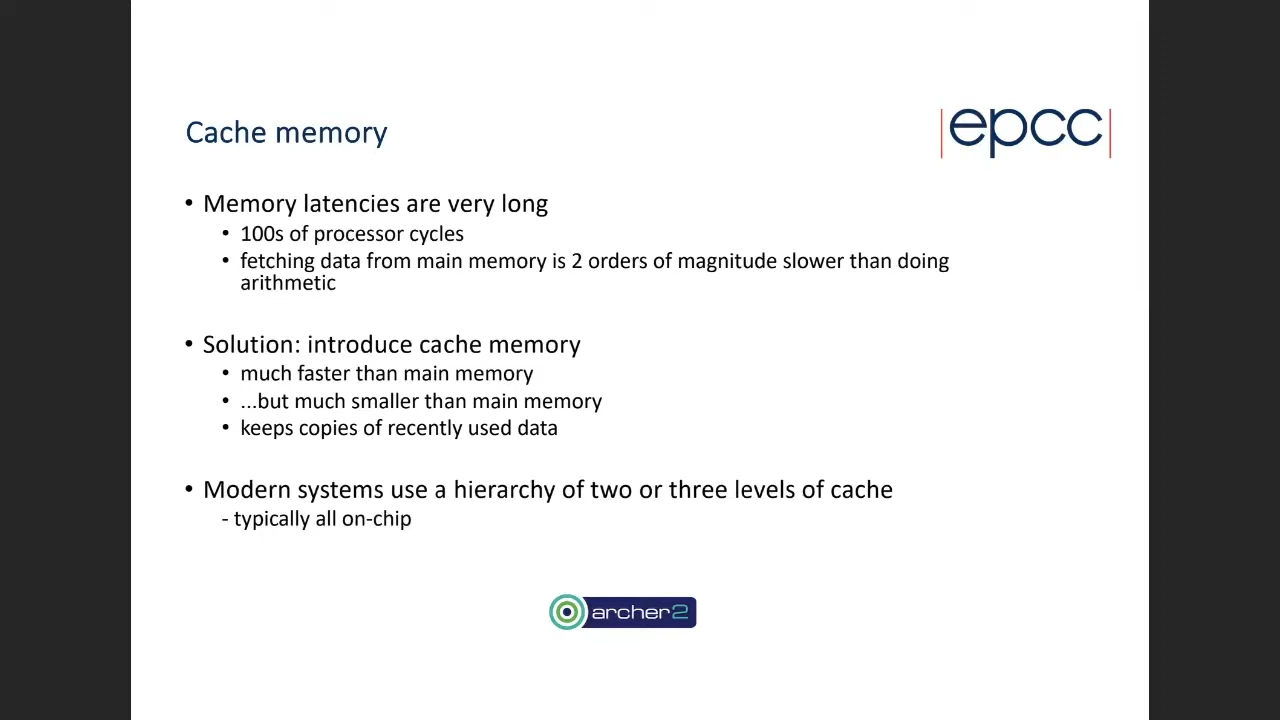 Cache memory
|epcc|
• Memory latencies are very long
• 100s of processor cycles
• fetching data from main memory is 2 orders of magnitude slower than doing
arithmetic
• Solution: introduce cache memory
• much faster than main memory
• ...but much smaller than main memory
• keeps copies of recently used data
• Modern systems use a hierarchy of two or three levels of cache
- typically all on-chip
archer2